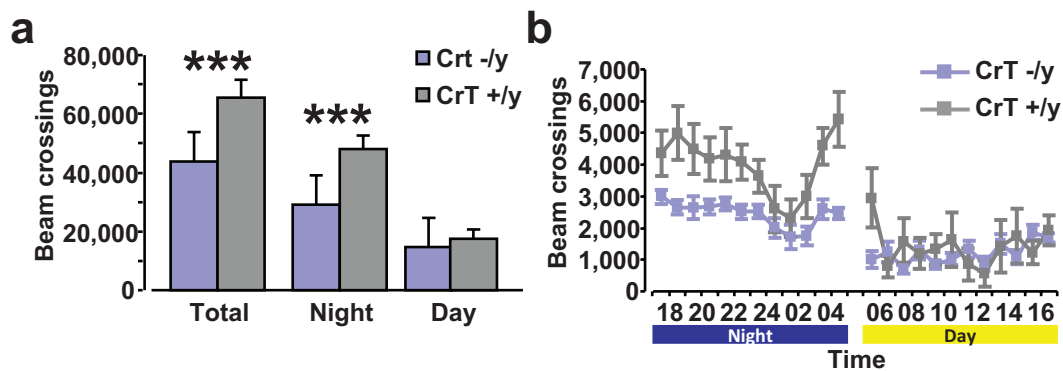 a
80,000
60,000
40,000
20,000
0
Beam crossings
***
***
Crt -/y
CrT +/y
Total Night Day
b
7,000
6,000
5,000
4,000
3,000
2,000
1,000
0
Beam crossings
CrT -/y
CrT +/y
18 20 22 24 02 04 06 08 10 12 14 16
Night Day
Time